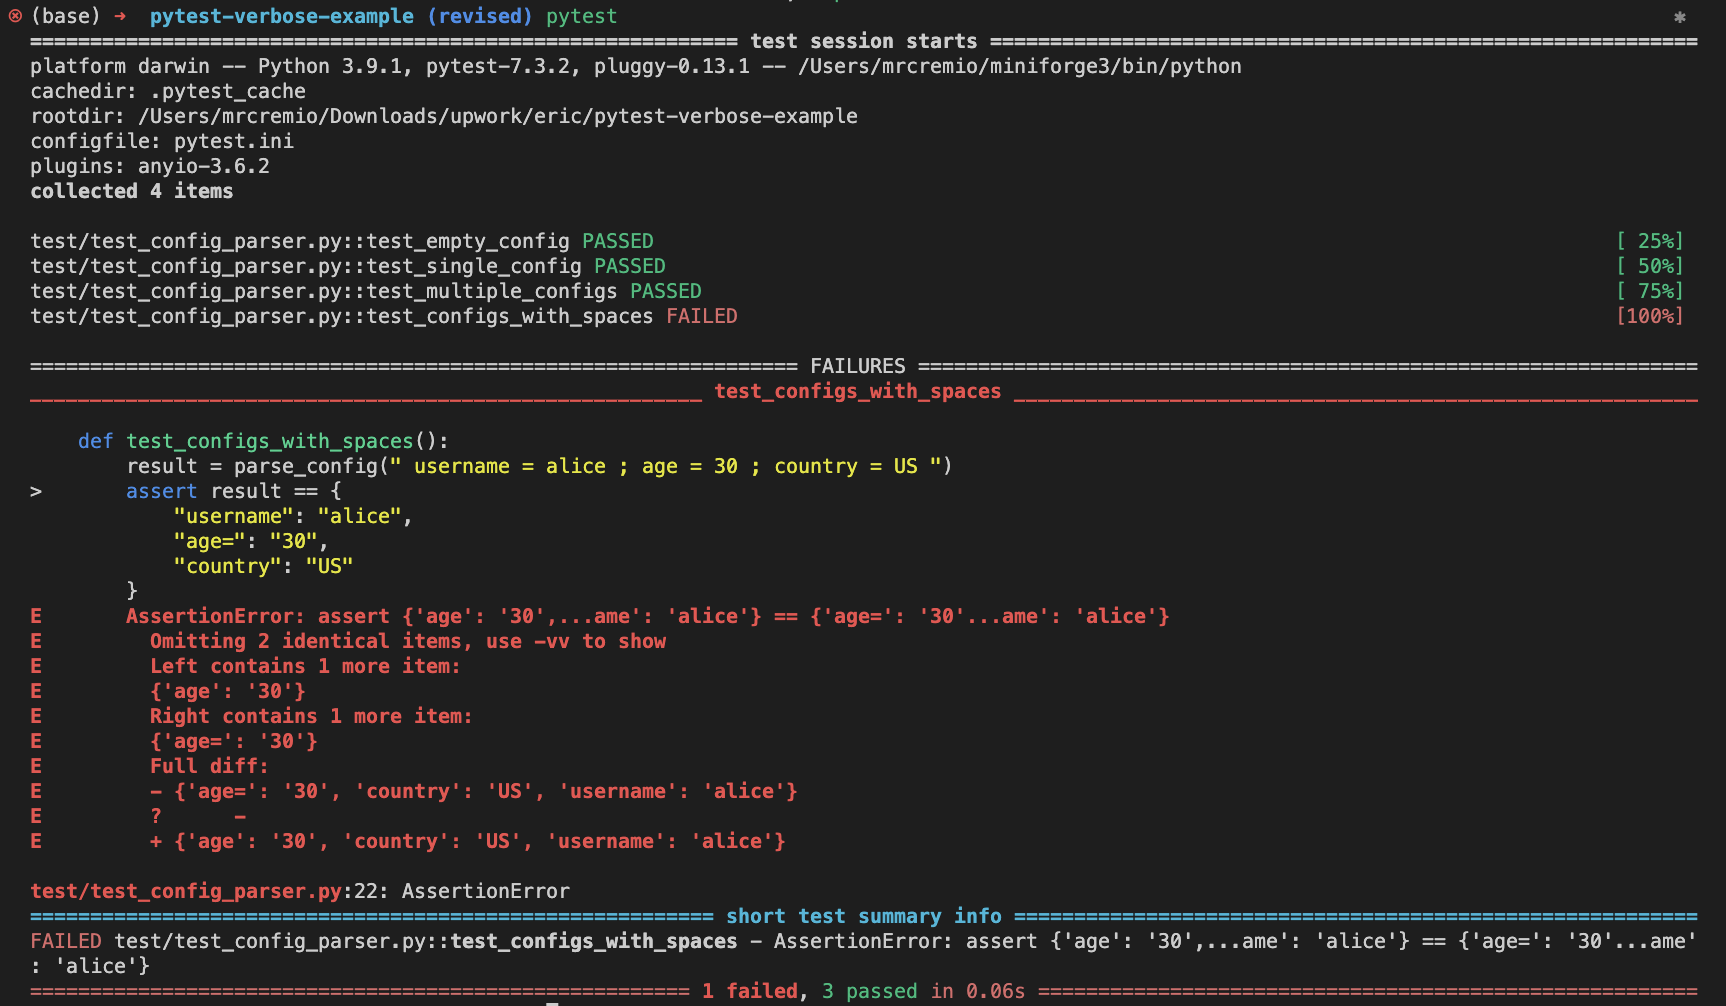 (base) → pytest-verbose-example (revised) pytest *
=========================================================== test session starts ===========================================================
platform darwin -- Python 3.9.1, pytest-7.3.2, pluggy-0.13.1 -- /Users/mrcremio/miniforge3/bin/python
cachedir: .pytest_cache
rootdir: /Users/mrcremio/Downloads/upwork/eric/pytest-verbose-example
configfile: pytest.ini
plugins: anyio-3.6.2
collected 4 items

test/test_config_parser.py::test_empty_config PASSED [ 25%]
test/test_config_parser.py::test_single_config PASSED [ 50%]
test/test_config_parser.py::test_multiple_configs PASSED [ 75%]
test/test_config_parser.py::test_configs_with_spaces FAILED [100%]

================================================================ FAILURES =================================================================
________________________________________________________ test_configs_with_spaces _________________________________________________________

    def test_configs_with_spaces():
        result = parse_config(" username = alice ; age = 30 ; country = US ")
>       assert result == {
            "username": "alice",
            "age=": "30",
            "country": "US"
        }
E       AssertionError: assert {'age': '30',...ame': 'alice'} == {'age=': '30'...ame': 'alice'}
E         Omitting 2 identical items, use -vv to show
E         Left contains 1 more item:
E         {'age': '30'}
E         Right contains 1 more item:
E         {'age=': '30'}
E         Full diff:
E         - {'age=': '30', 'country': 'US', 'username': 'alice'}
E         ?      -
E         + {'age': '30', 'country': 'US', 'username': 'alice'}

test/test_config_parser.py:22: AssertionError
========================================================= short test summary info =========================================================
FAILED test/test_config_parser.py::test_configs_with_spaces - AssertionError: assert {'age': '30',...ame': 'alice'} == {'age=': '30'...ame'
: 'alice'}
======================================================= 1 failed, 3 passed in 0.06s =======================================================